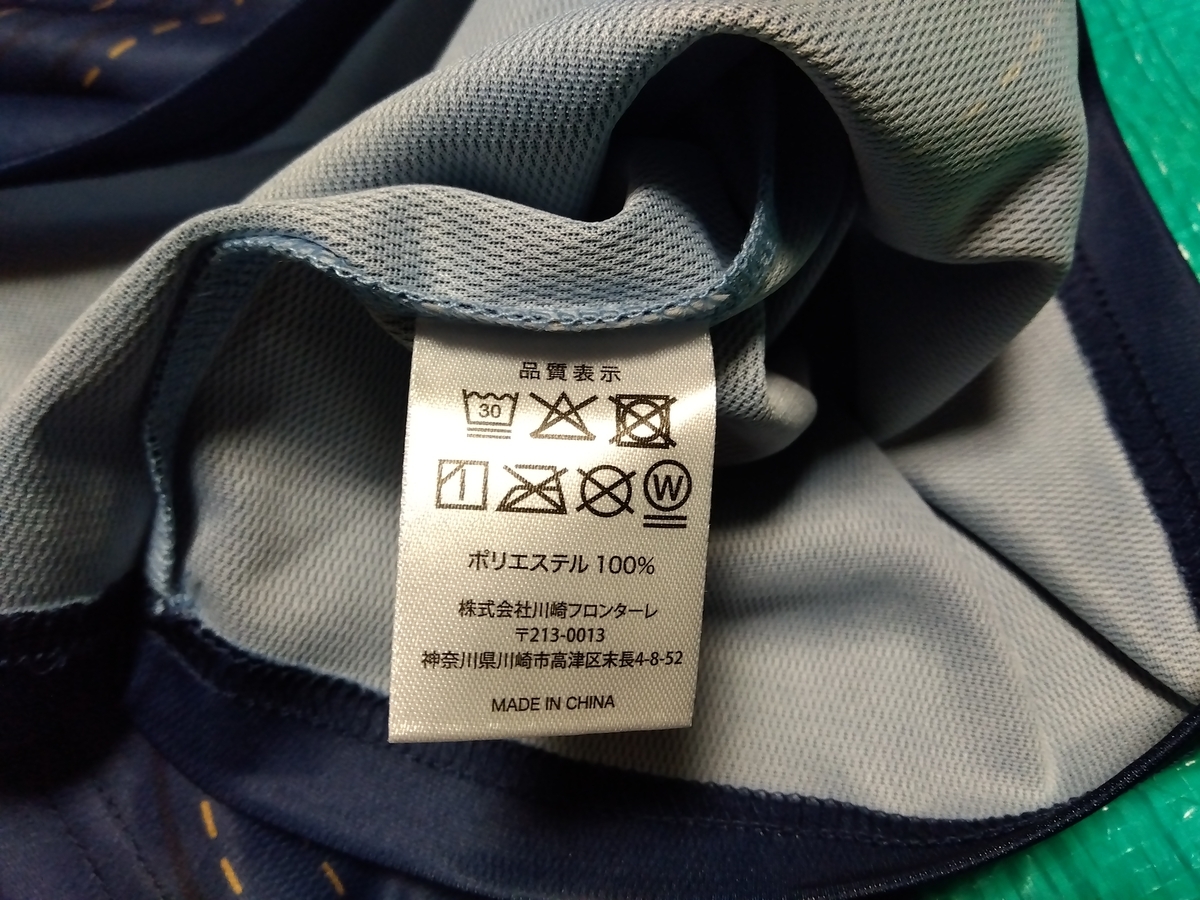 品質表示
30
W
ポリエステル 100%
株式会社川崎フロンターレ
〒213-0013
神奈川県川崎市高津区末長4-8-52
MADE IN CHINA